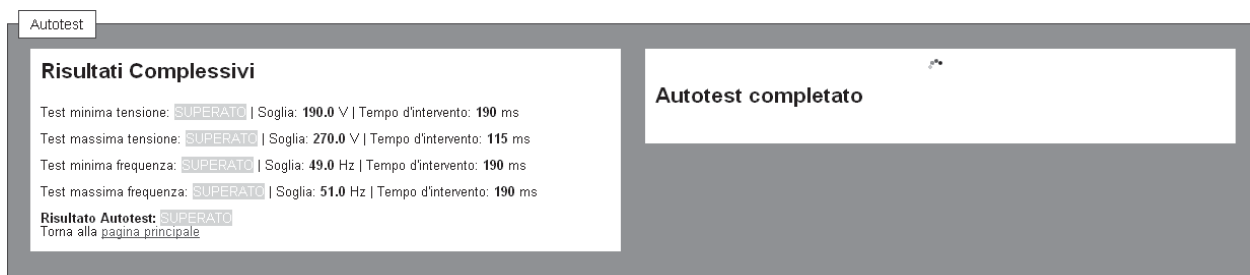 Autotest
Risultati Complessivi
Test minima tensione: SUPERATO | Soglia: 190.0 V | Tempo d'intervento: 190 ms
Test massima tensione: SUPERATO | Soglia: 270.0 V | Tempo d'intervento: 115 ms
Test minima frequenza: SUPERATO | Soglia: 49.0 Hz | Tempo d'intervento: 190 ms
Test massima frequenza: SUPERATO | Soglia: 51.0 Hz | Tempo d'intervento: 190 ms
Risultato Autotest: SUPERATO
Torna alla pagina principale
Autotest completato